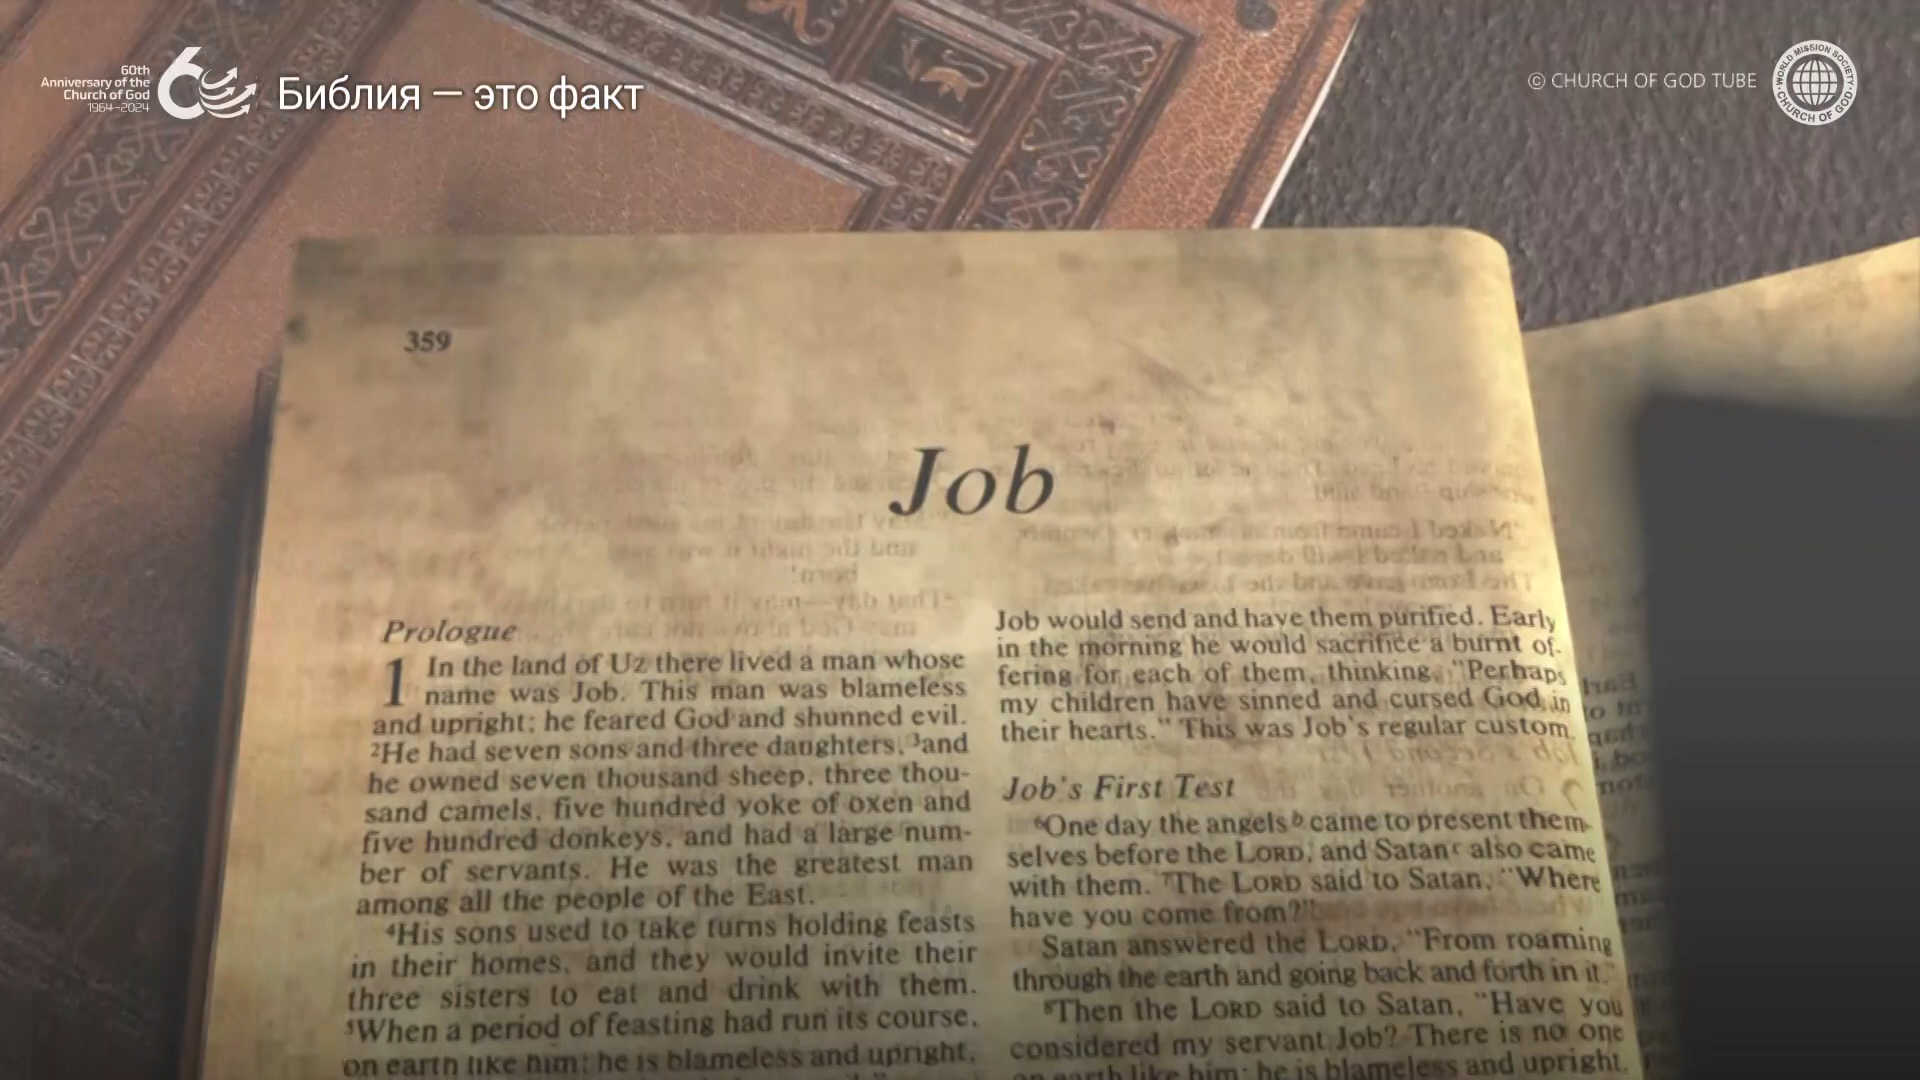 60th
Anniversary of the
Church of God
1964–2024
Библия — это факт
© CHURCH OF GOD TUBE
WORLD MISSION SOCIETY
CHURCH OF GOD
359
Job
Prologue
1 In the land of Uz there lived a man whose
name was Job. This man was blameless
and upright; he feared God and shunned evil.
²He had seven sons and three daughters, ³and
he owned seven thousand sheep, three thou-
sand camels, five hundred yoke of oxen and
five hundred donkeys, and had a large num-
ber of servants. He was the greatest man
among all the people of the East.
⁴His sons used to take turns holding feasts
in their homes, and they would invite their
three sisters to eat and drink with them.
⁵When a period of feasting had run its course,
on earth like him; he is blameless and upright,
Job would send and have them purified. Early
in the morning he would sacrifice a burnt of-
fering for each of them, thinking, "Perhaps
my children have sinned and cursed God in
their hearts." This was Job's regular custom.
Job's First Test
⁶One day the angels ᵇ came to present them-
selves before the LORD, and Satan ᶜ also came
with them. ⁷The LORD said to Satan, "Where
have you come from?"
Satan answered the LORD, "From roaming
through the earth and going back and forth in it."
⁸Then the LORD said to Satan, "Have you
considered my servant Job? There is no one
on earth like him; he is blameless and upright,